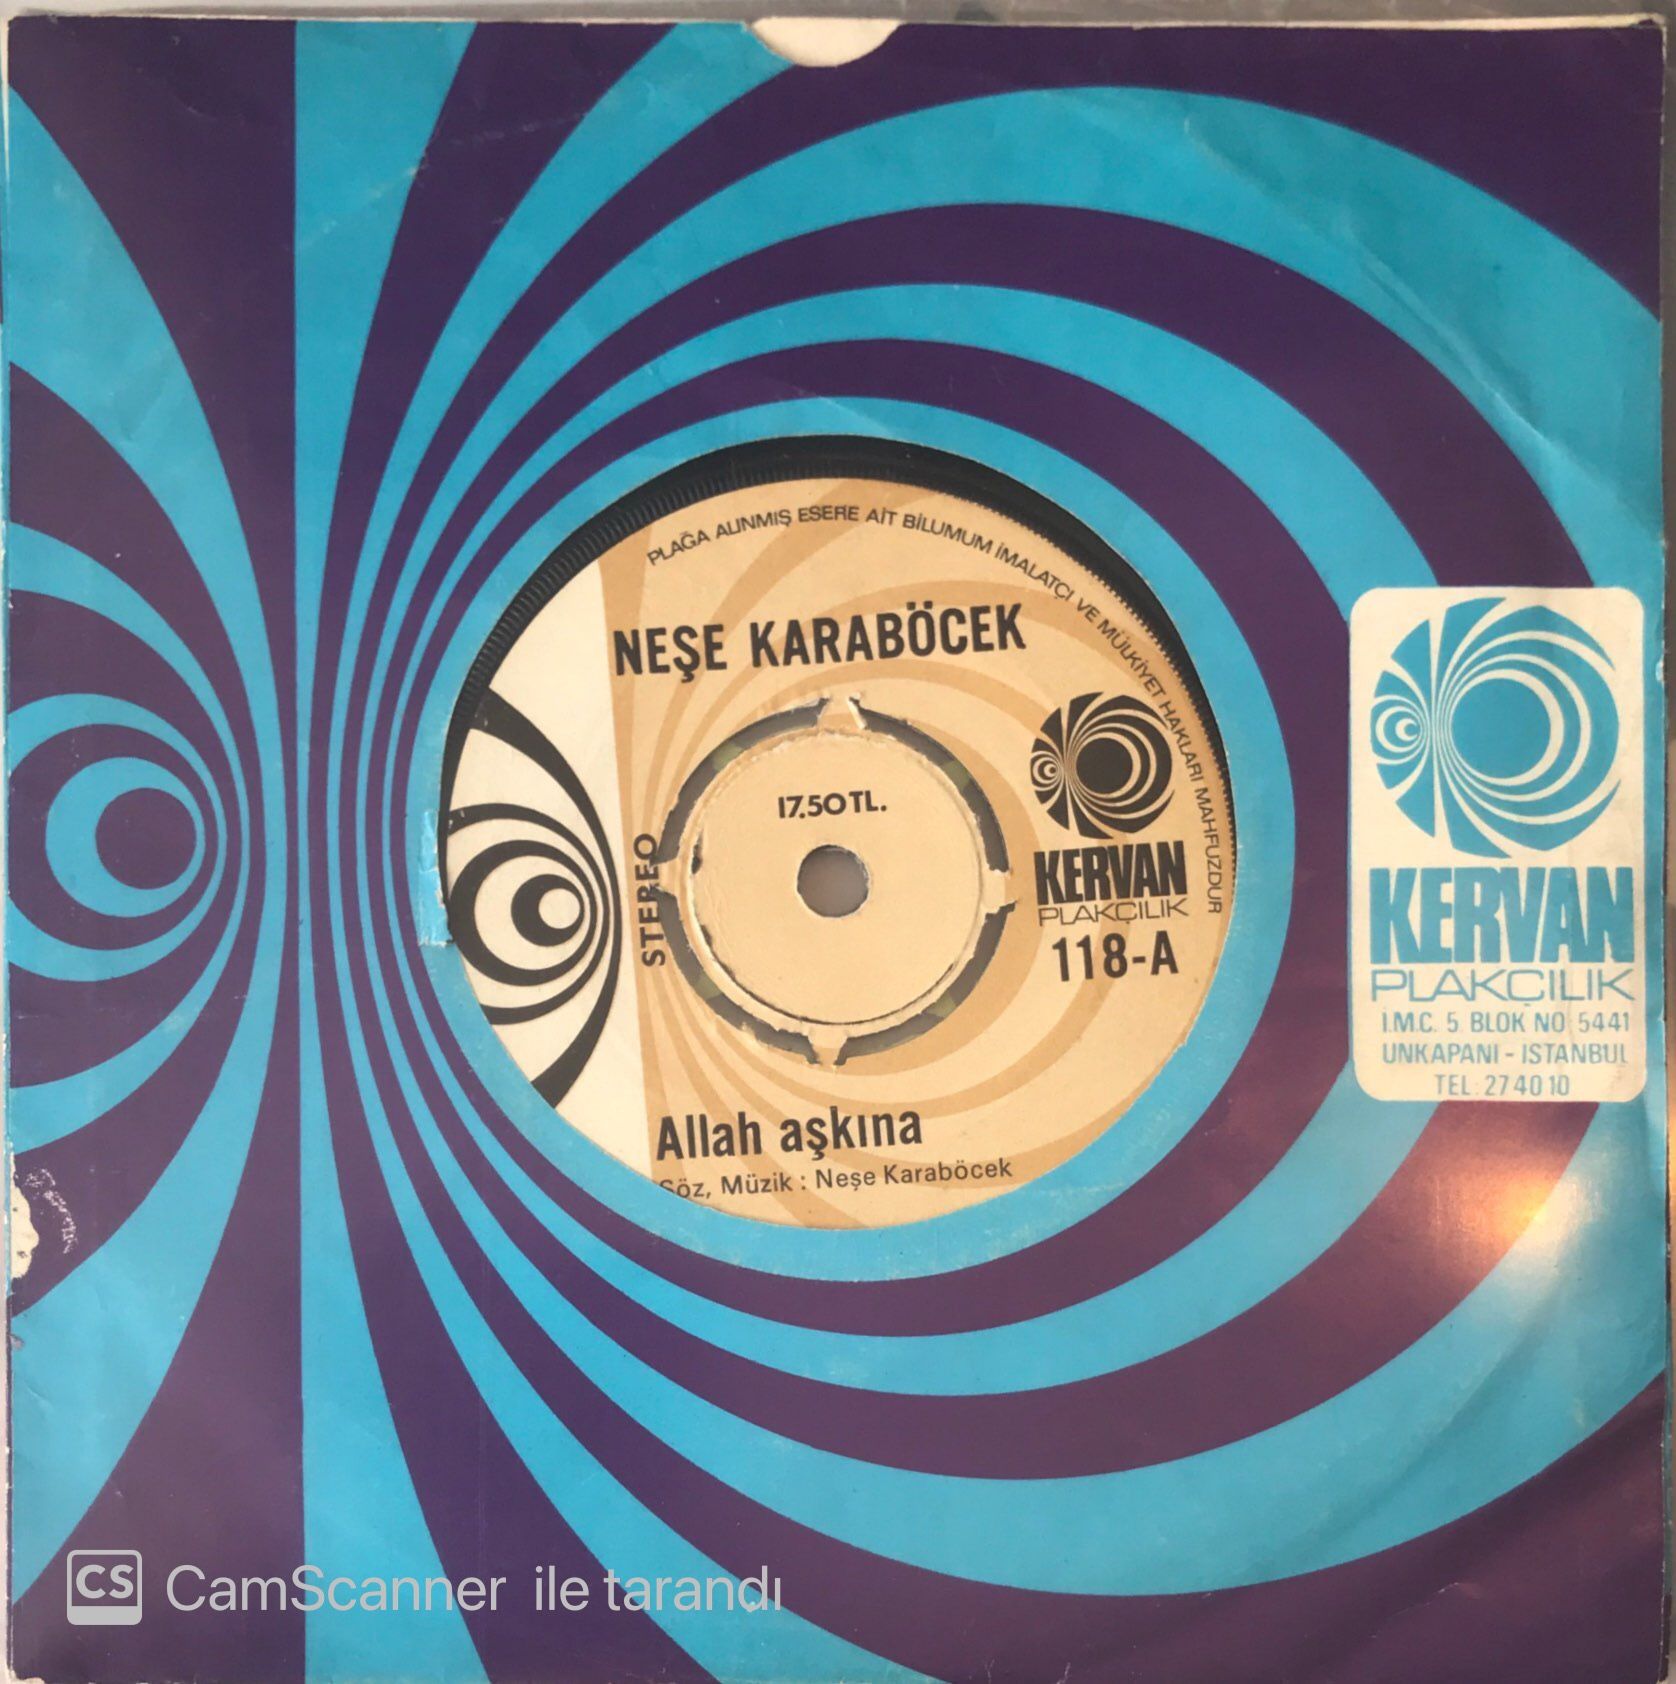 PLAĞA ALINMIŞ ESERE AİT BİLUMUM İMALATÇI VE MÜLKİYET HAKLARI MAHFUZDUR
NEŞE KARABÖCEK
17.50 TL.
STEREO
KERVAN
PLAKÇILIK
118-A
Allah aşkına
Söz, Müzik : Neşe Karaböcek
KERVAN
PLAKÇILIK
İ.M.C. 5 BLOK NO 5441
UNKAPANI - ISTANBUL
TEL: 27 40 10
CS CamScanner ile tarandı